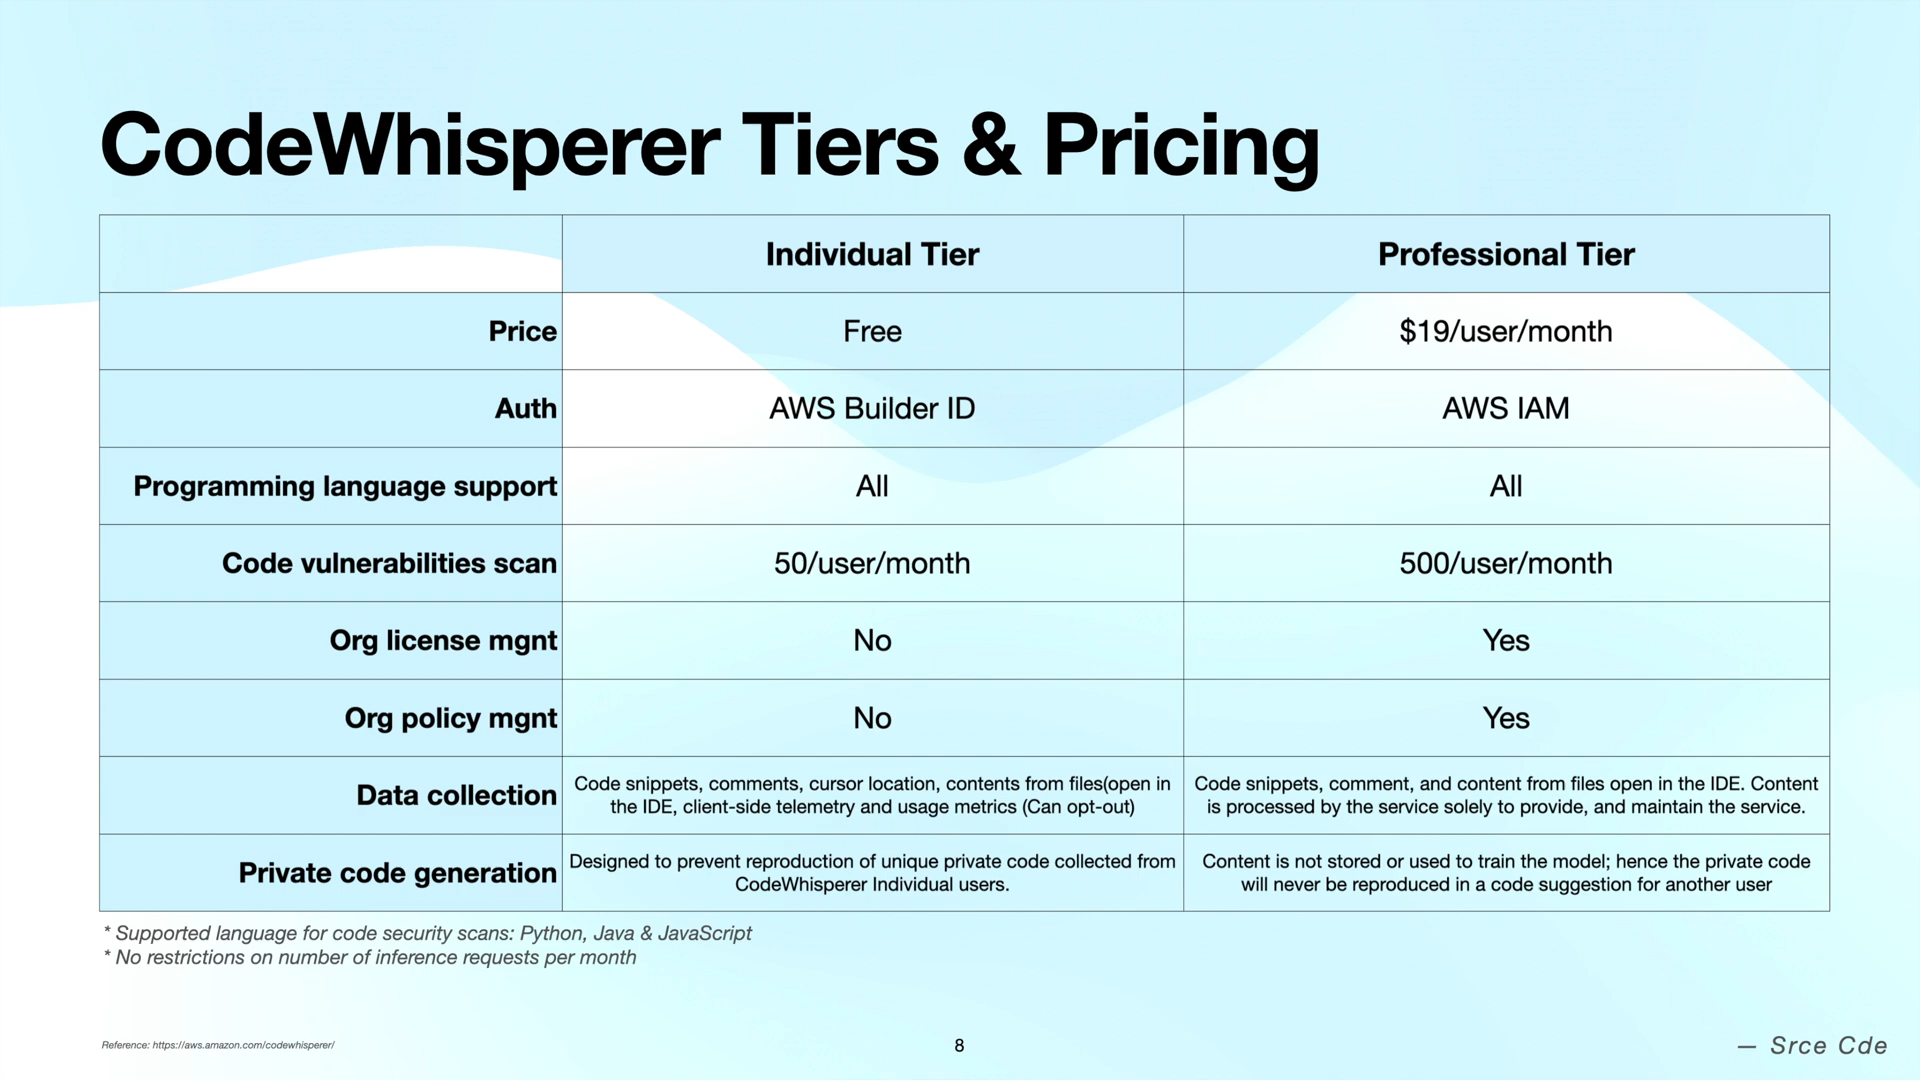 CodeWhisperer Tiers & Pricing
Individual Tier
Professional Tier
Price
Free
$19/user/month
Auth
AWS Builder ID
AWS IAM
Programming language support
All
All
Code vulnerabilities scan
50/user/month
500/user/month
Org license mgnt
No
Yes
Org policy mgnt
No
Yes
Data collection
Code snippets, comments, cursor location, contents from files(open in
the IDE, client-side telemetry and usage metrics (Can opt-out)
Code snippets, comment, and content from files open in the IDE. Content
is processed by the service solely to provide, and maintain the service.
Private code generation
Designed to prevent reproduction of unique private code collected from
CodeWhisperer Individual users.
Content is not stored or used to train the model; hence the private code
will never be reproduced in a code suggestion for another user
* Supported language for code security scans: Python, Java & JavaScript
* No restrictions on number of inference requests per month
Reference: https://aws.amazon.com/codewhisperer/
8
— Srce Cde